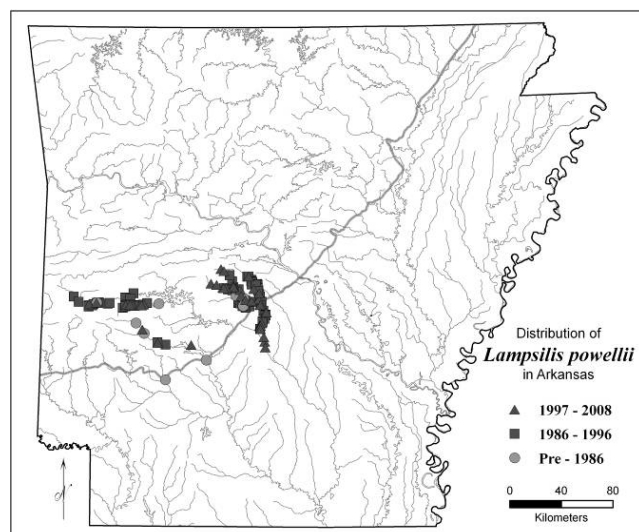 Distribution of
Lampsilis powellii
in Arkansas
1997 - 2008
1986 - 1996
Pre - 1986
0 40 80
Kilometers
N